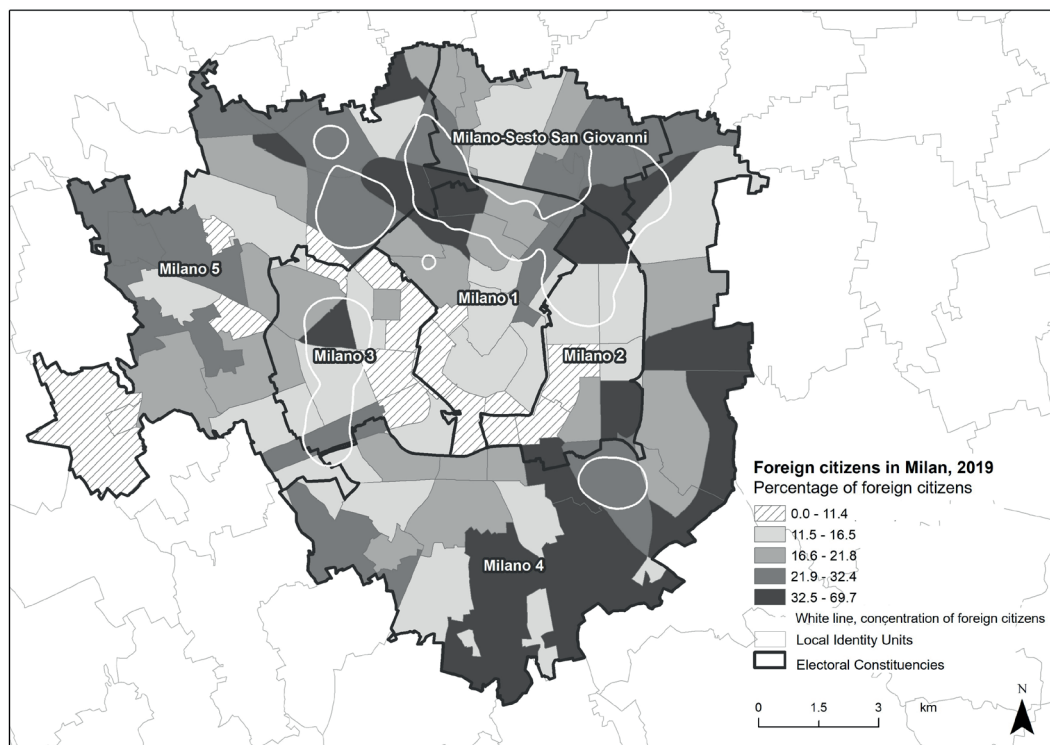 Milano-Sesto San Giovanni
Milano 5
Milano 1
Milano 3
Milano 2
Milano 4
Foreign citizens in Milan, 2019
Percentage of foreign citizens
0.0 - 11.4
11.5 - 16.5
16.6 - 21.8
21.9 - 32.4
32.5 - 69.7
White line, concentration of foreign citizens
Local Identity Units
Electoral Constituencies
0 1.5 3 km
N